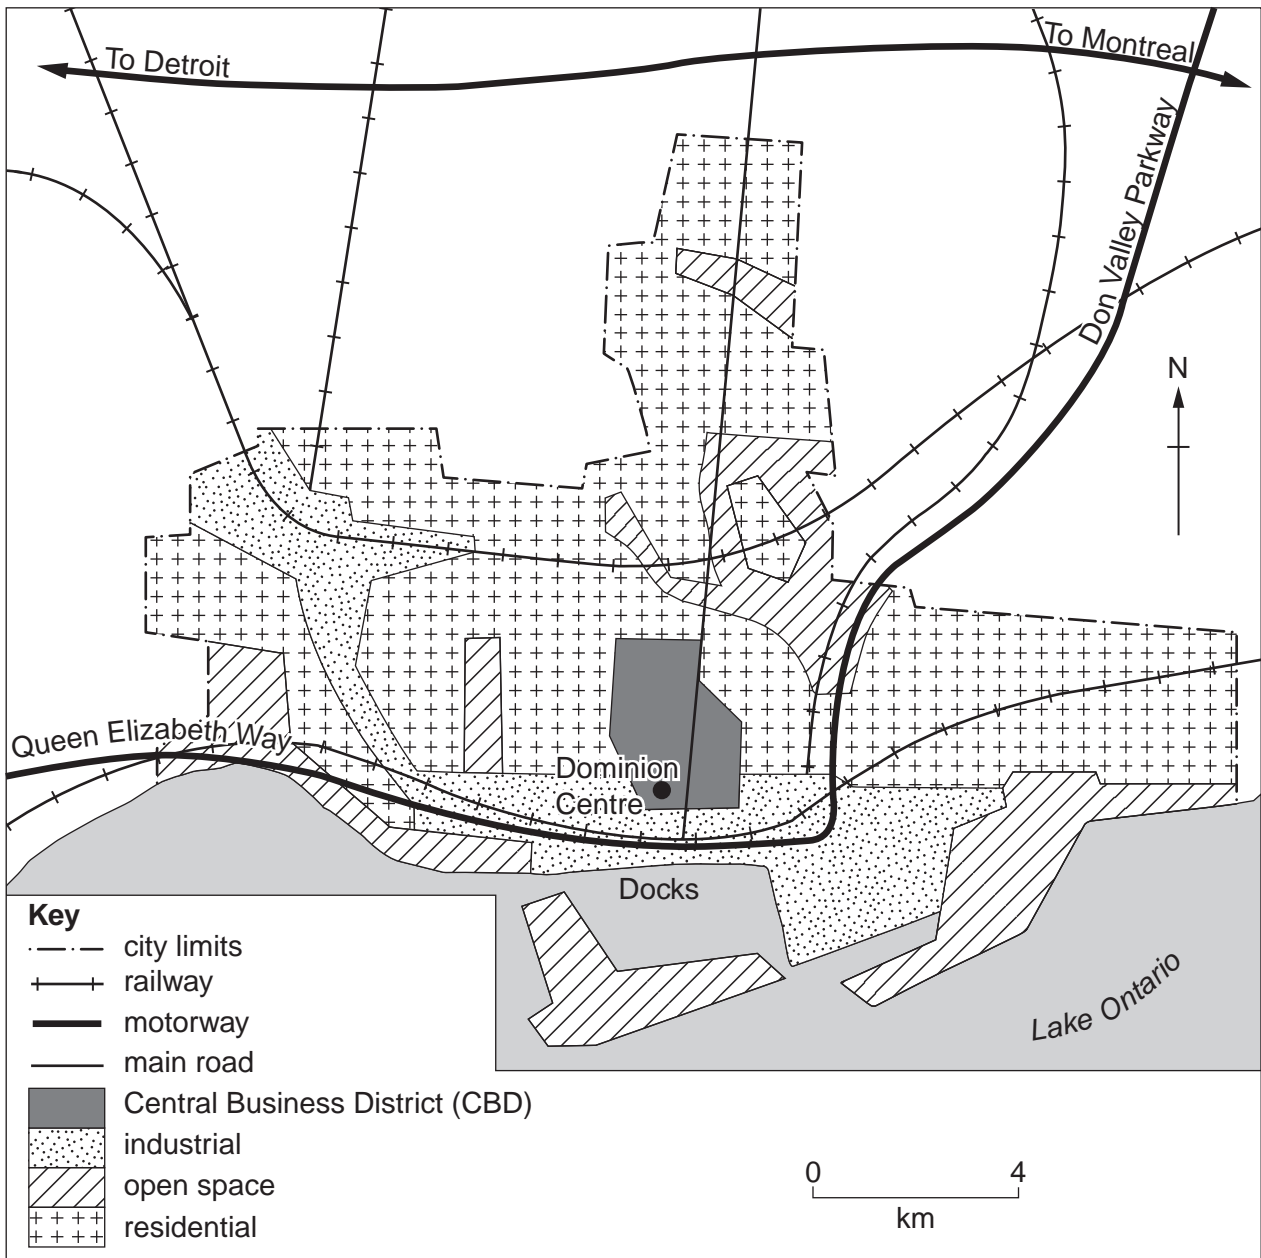 To Detroit
To Montreal
Don Valley Parkway
N
Queen Elizabeth Way
Dominion
Centre
Docks
Lake Ontario
Key
city limits
railway
motorway
main road
Central Business District (CBD)
industrial
open space
residential
0 4
km